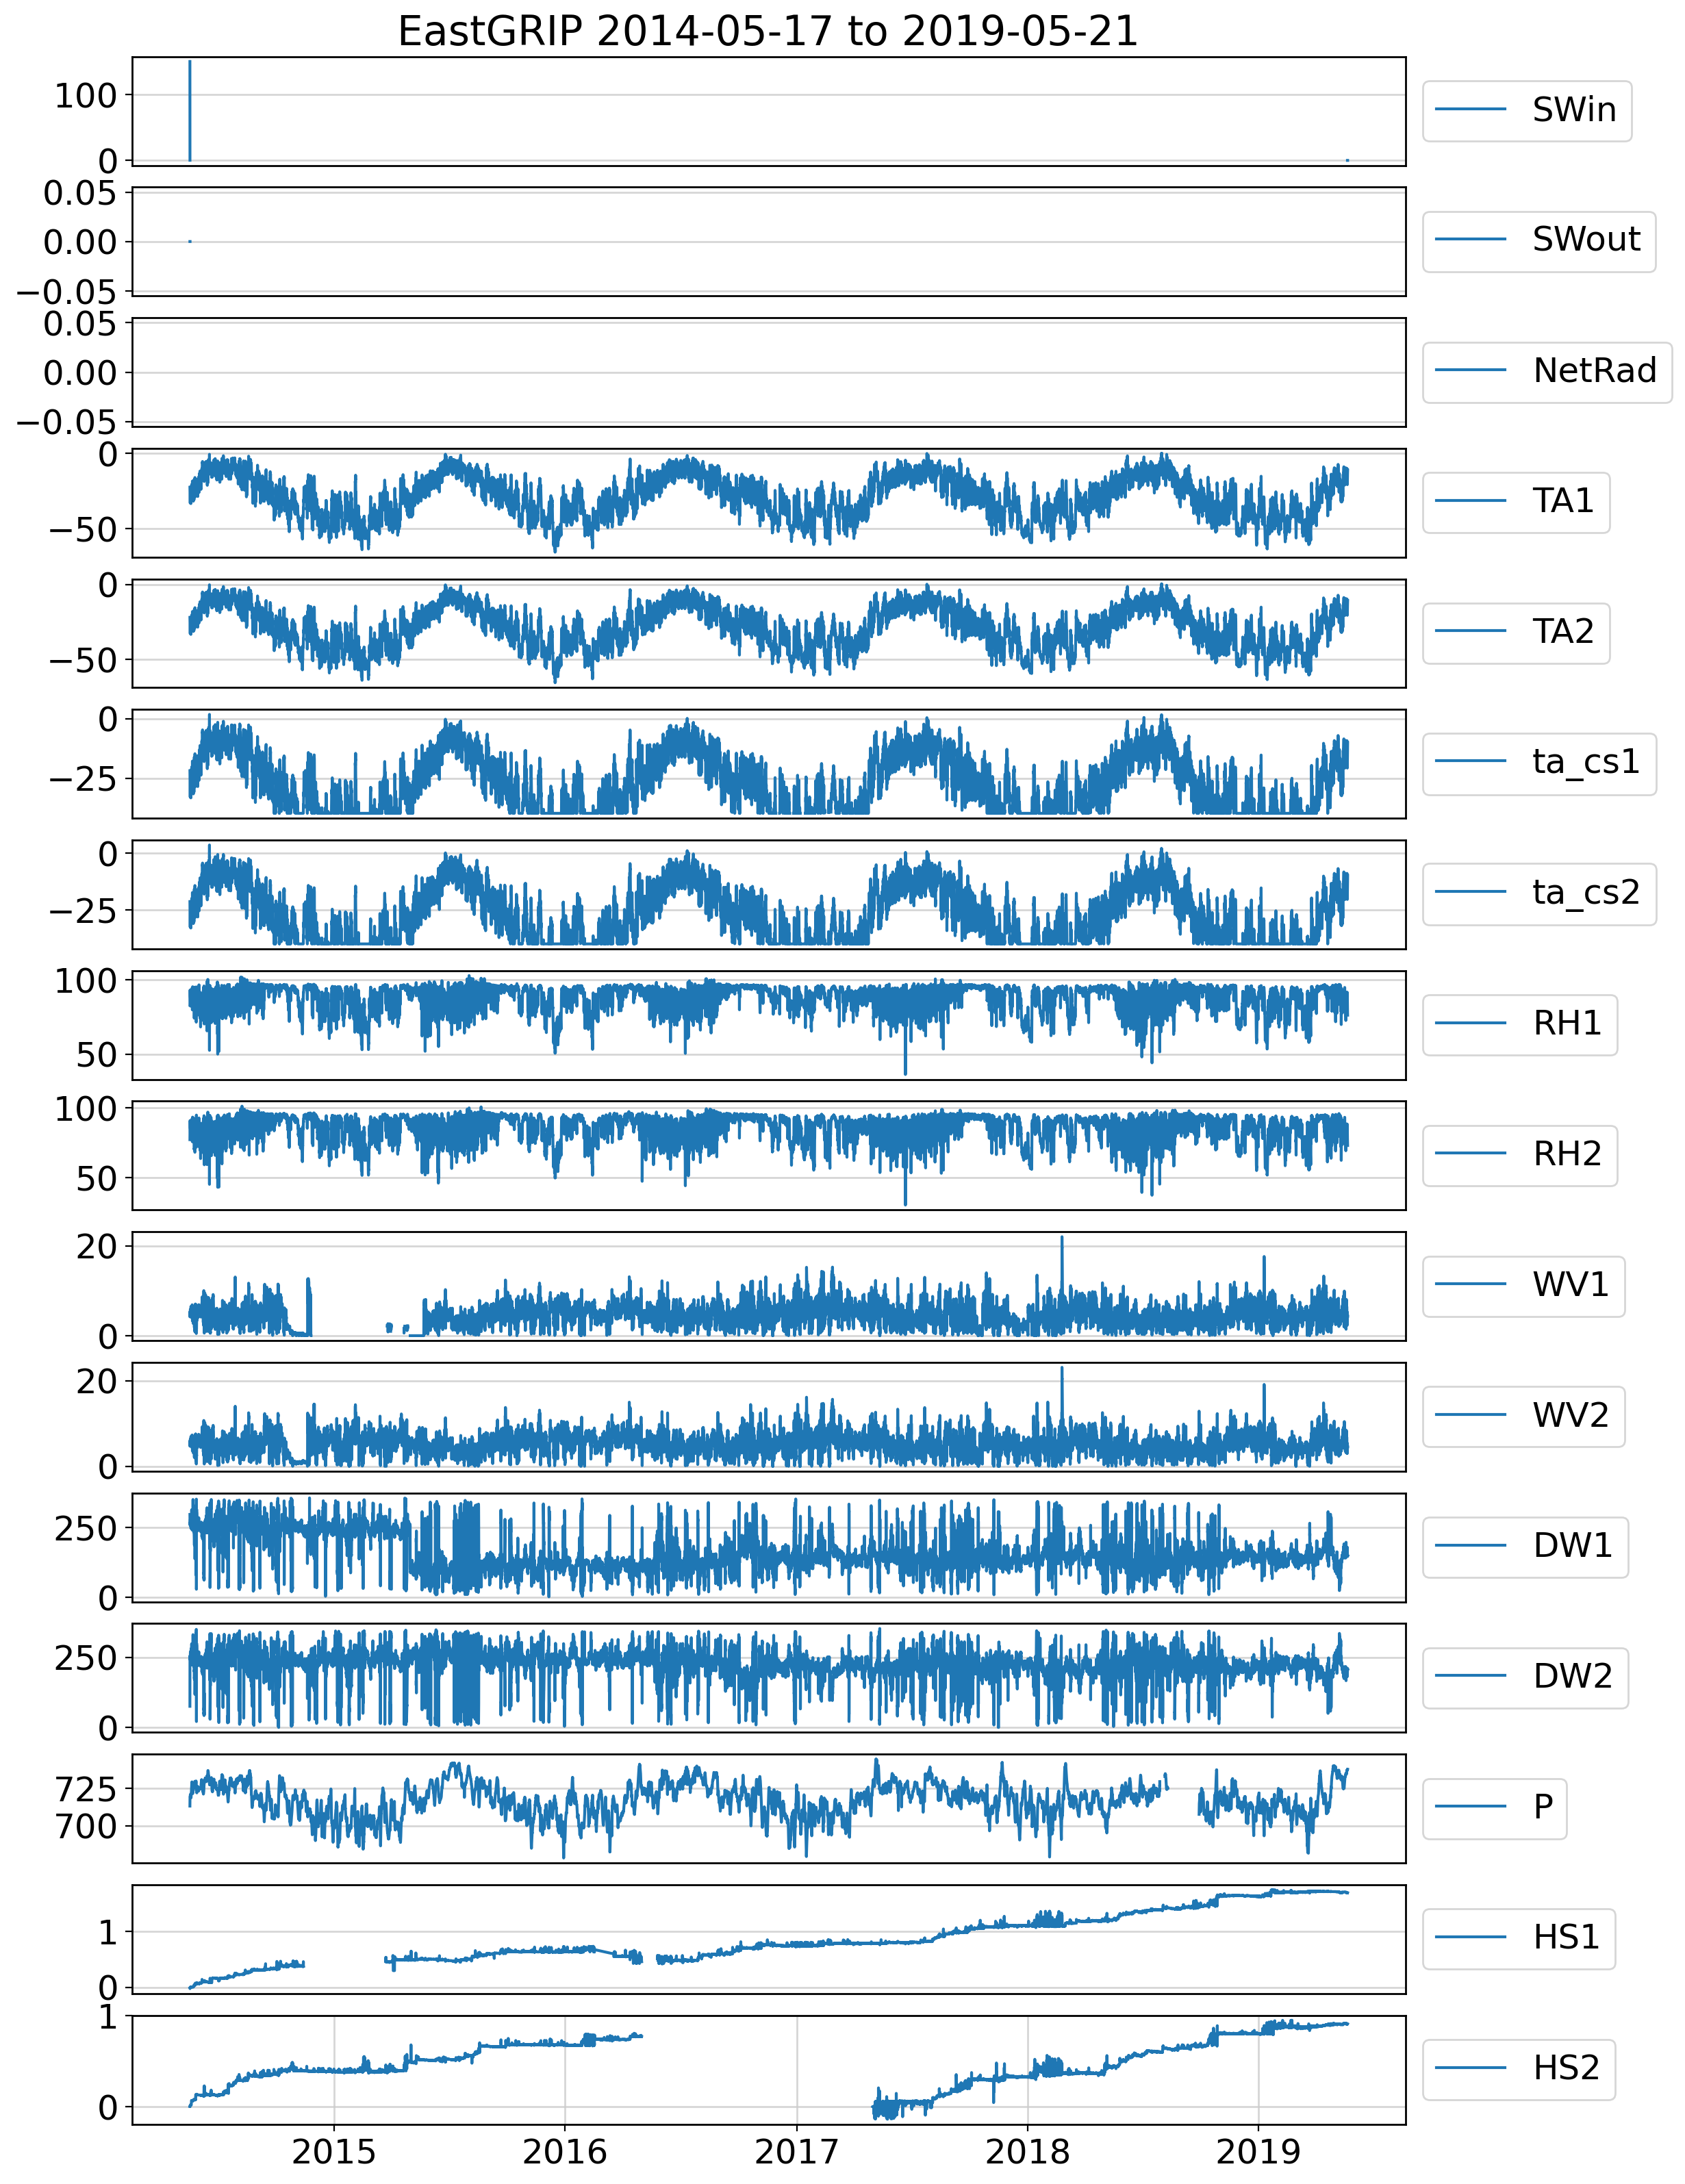 EastGRIP 2014-05-17 to 2019-05-21
100
0
SWin
0.05
0.00
−0.05
SWout
0.05
0.00
−0.05
NetRad
0
−50
TA1
0
−50
TA2
0
−25
ta_cs1
0
−25
ta_cs2
100
50
RH1
100
50
RH2
20
0
WV1
20
0
WV2
250
0
DW1
250
0
DW2
725
700
P
1
0
HS1
1
0
HS2
2015 2016 2017 2018 2019